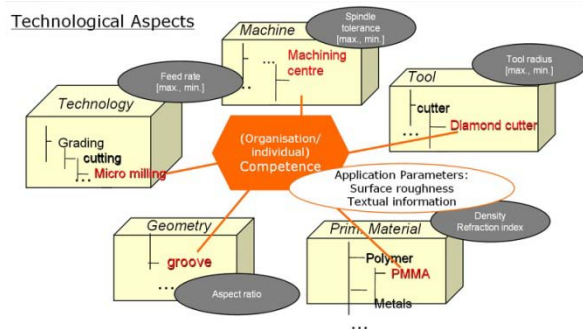 Technological Aspects
Machine
...
Machining
centre
Spindle
tolerance
[max., min.]
Feed rate
[max., min.]
Technology
Grading
cutting
Micro milling
...
Tool radius
[max., min.]
Tool
cutter
...
Diamond cutter
(Organisation/
individual)
Competence
Application Parameters:
Surface roughness
Textual information
Geometry
groove
...
Aspect ratio
Density
Refraction index
Prim. Material
Polymer
PMMA
Metals
...